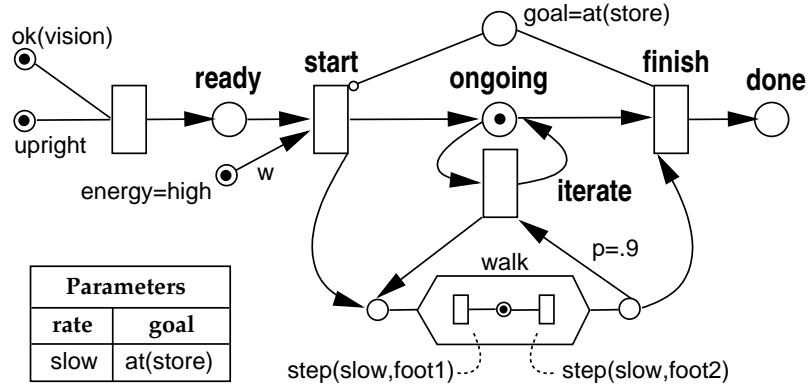 goal=at(store)
ok(vision)
ready
start
ongoing
finish
done
upright
energy=high
w
iterate
p=.9
walk
Parameters
rate goal
slow at(store)
step(slow,foot1)
step(slow,foot2)